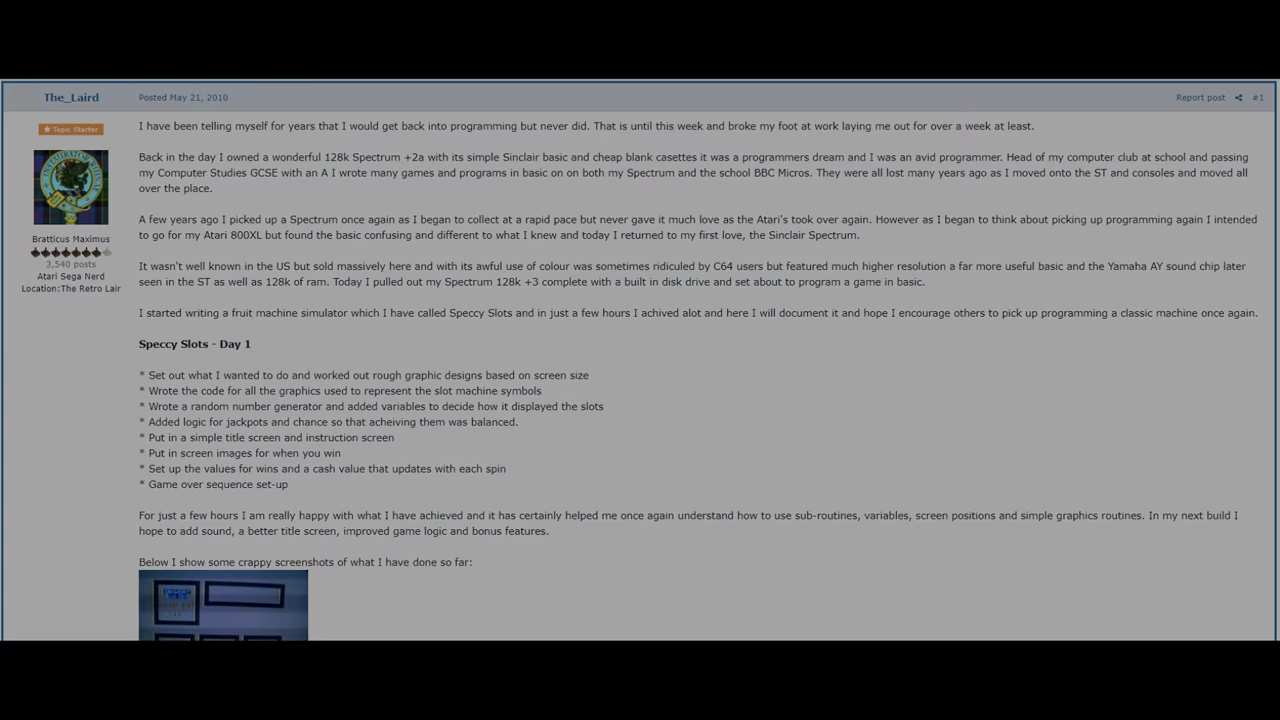 The_Laird
Posted May 21, 2010
Report post
#1
Topic Starter
Bratticus Maximus
3,540 posts
Atari Sega Nerd
Location:The Retro Lair
I have been telling myself for years that I would get back into programming but never did. That is until this week and broke my foot at work laying me out for over a week at least.
Back in the day I owned a wonderful 128k Spectrum +2a with its simple Sinclair basic and cheap blank casettes it was a programmers dream and I was an avid programmer. Head of my computer club at school and passing
my Computer Studies GCSE with an A I wrote many games and programs in basic on on both my Spectrum and the school BBC Micros. They were all lost many years ago as I moved onto the ST and consoles and moved all
over the place.
A few years ago I picked up a Spectrum once again as I began to collect at a rapid pace but never gave it much love as the Atari's took over again. However as I began to think about picking up programming again I intended
to go for my Atari 800XL but found the basic confusing and different to what I knew and today I returned to my first love, the Sinclair Spectrum.
It wasn't well known in the US but sold massively here and with its awful use of colour was sometimes ridiculed by C64 users but featured much higher resolution a far more useful basic and the Yamaha AY sound chip later
seen in the ST as well as 128k of ram. Today I pulled out my Spectrum 128k +3 complete with a built in disk drive and set about to program a game in basic.
I started writing a fruit machine simulator which I have called Speccy Slots and in just a few hours I achived alot and here I will document it and hope I encourage others to pick up programming a classic machine once again.
Speccy Slots - Day 1
* Set out what I wanted to do and worked out rough graphic designs based on screen size
* Wrote the code for all the graphics used to represent the slot machine symbols
* Wrote a random number generator and added variables to decide how it displayed the slots
* Added logic for jackpots and chance so that acheiving them was balanced.
* Put in a simple title screen and instruction screen
* Put in screen images for when you win
* Set up the values for wins and a cash value that updates with each spin
* Game over sequence set-up
For just a few hours I am really happy with what I have achieved and it has certainly helped me once again understand how to use sub-routines, variables, screen positions and simple graphics routines. In my next build I
hope to add sound, a better title screen, improved game logic and bonus features.
Below I show some crappy screenshots of what I have done so far: